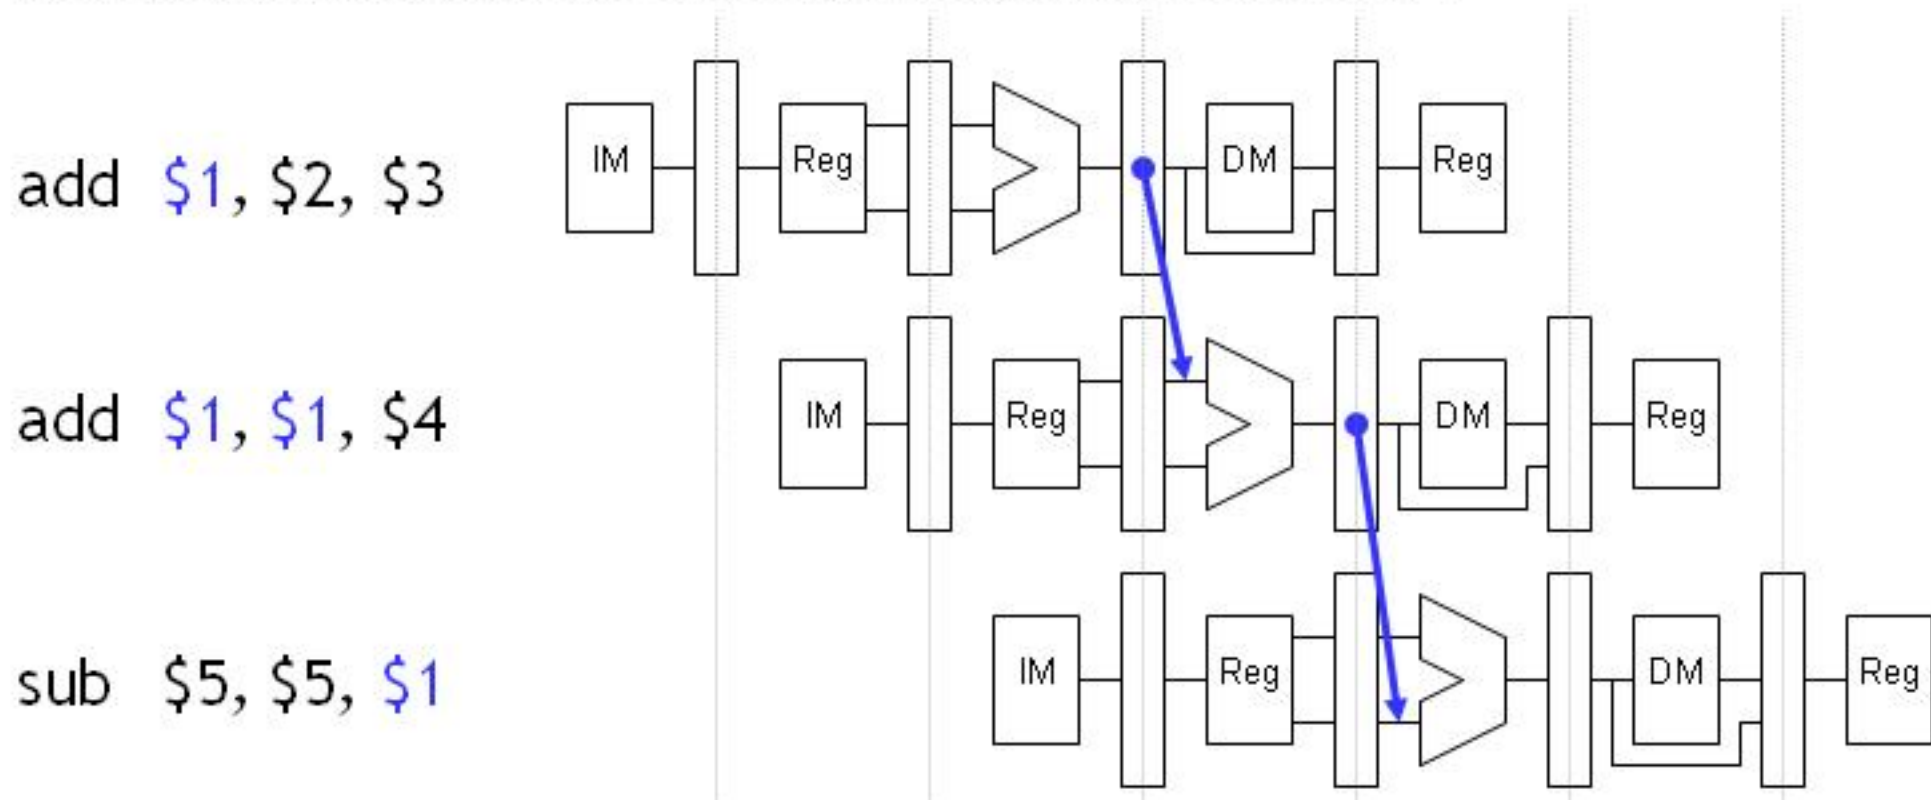 IM Reg DM Reg
add $1, $2, $3
IM Reg DM Reg
add $1, $1, $4
IM Reg DM Reg
sub $5, $5, $1